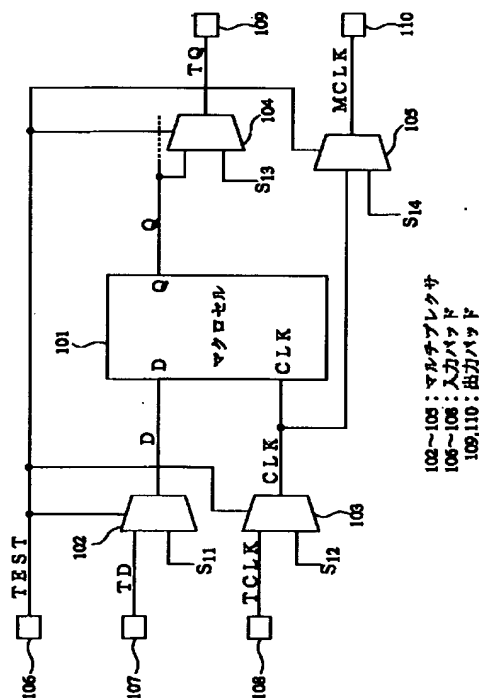 106
TEST
107
TD
102
S11
108
TCLK
103
S12
D
CLK
101
D
Q
マクロセル
CLK
Q
S13
104
TQ
109
S14
105
MCLK
110
102~105:マルチプレクサ
106~108:入力パッド
109,110:出力パッド